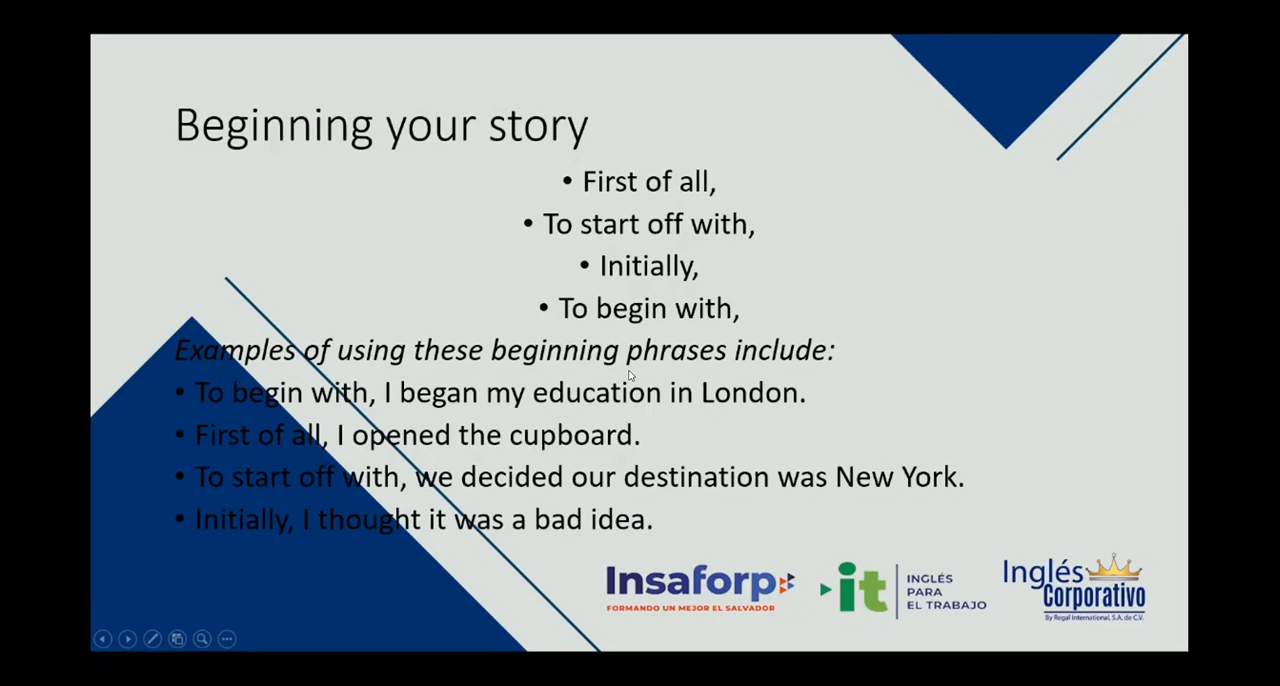 Beginning your story
• First of all,
• To start off with,
• Initially,
• To begin with,
Examples of using these beginning phrases include:
• To begin with, I began my education in London.
• First of all, I opened the cupboard.
• To start off with, we decided our destination was New York.
• Initially, I thought it was a bad idea.
Insaforp
FORMANDO UN MEJOR EL SALVADOR
it
INGLÉS
PARA
EL TRABAJO
Inglés
Corporativo
By Regal International, S.A. de C.V.